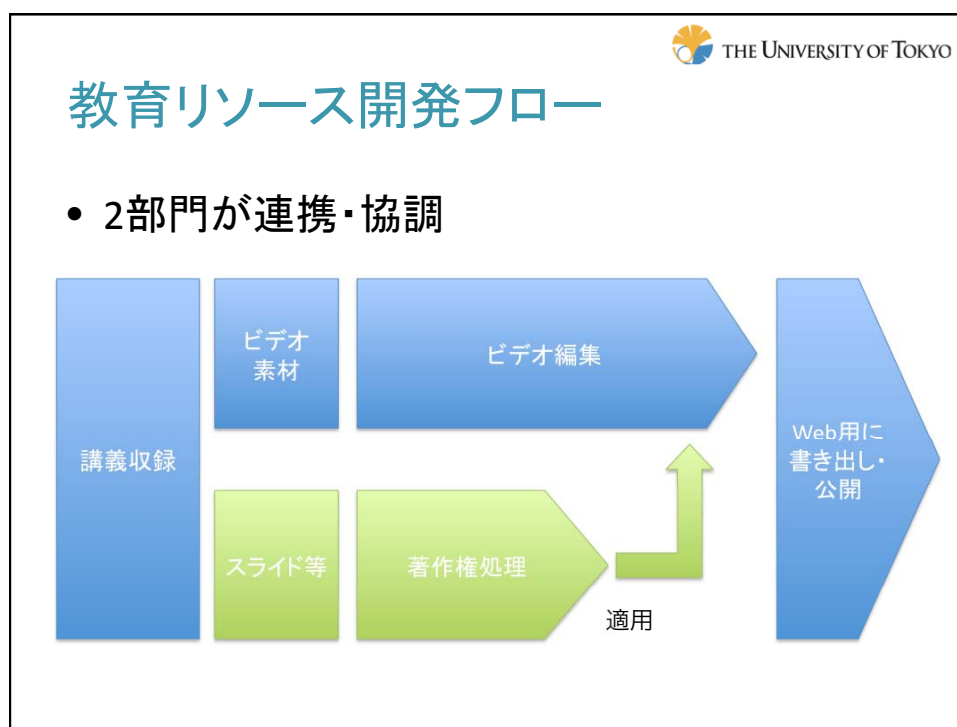 THE UNIVERSITY OF TOKYO
教育リソース開発フロー
• 2部門が連携・協調
講義収録
ビデオ
素材
ビデオ編集
スライド等
著作権処理
適用
Web用に
書き出し・
公開